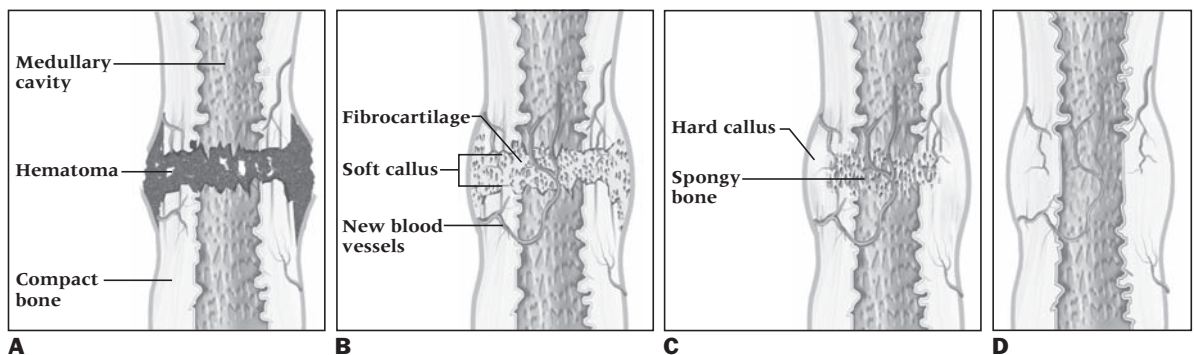 Medullary
cavity
Hematoma
Compact
bone
A
Fibrocartilage
Soft callus
New blood
vessels
B
Hard callus
Spongy
bone
C
D